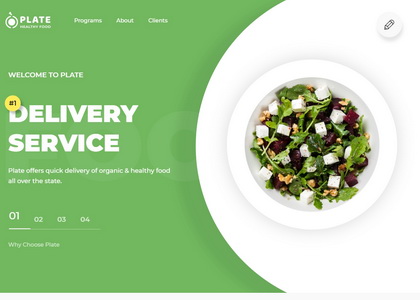 PLATE
HEALTHY FOOD
Programs
About
Clients
WELCOME TO PLATE
#1
DELIVERY
SERVICE
Plate offers quick delivery of organic & healthy food
all over the state.
01
02
03
04
Why Choose Plate